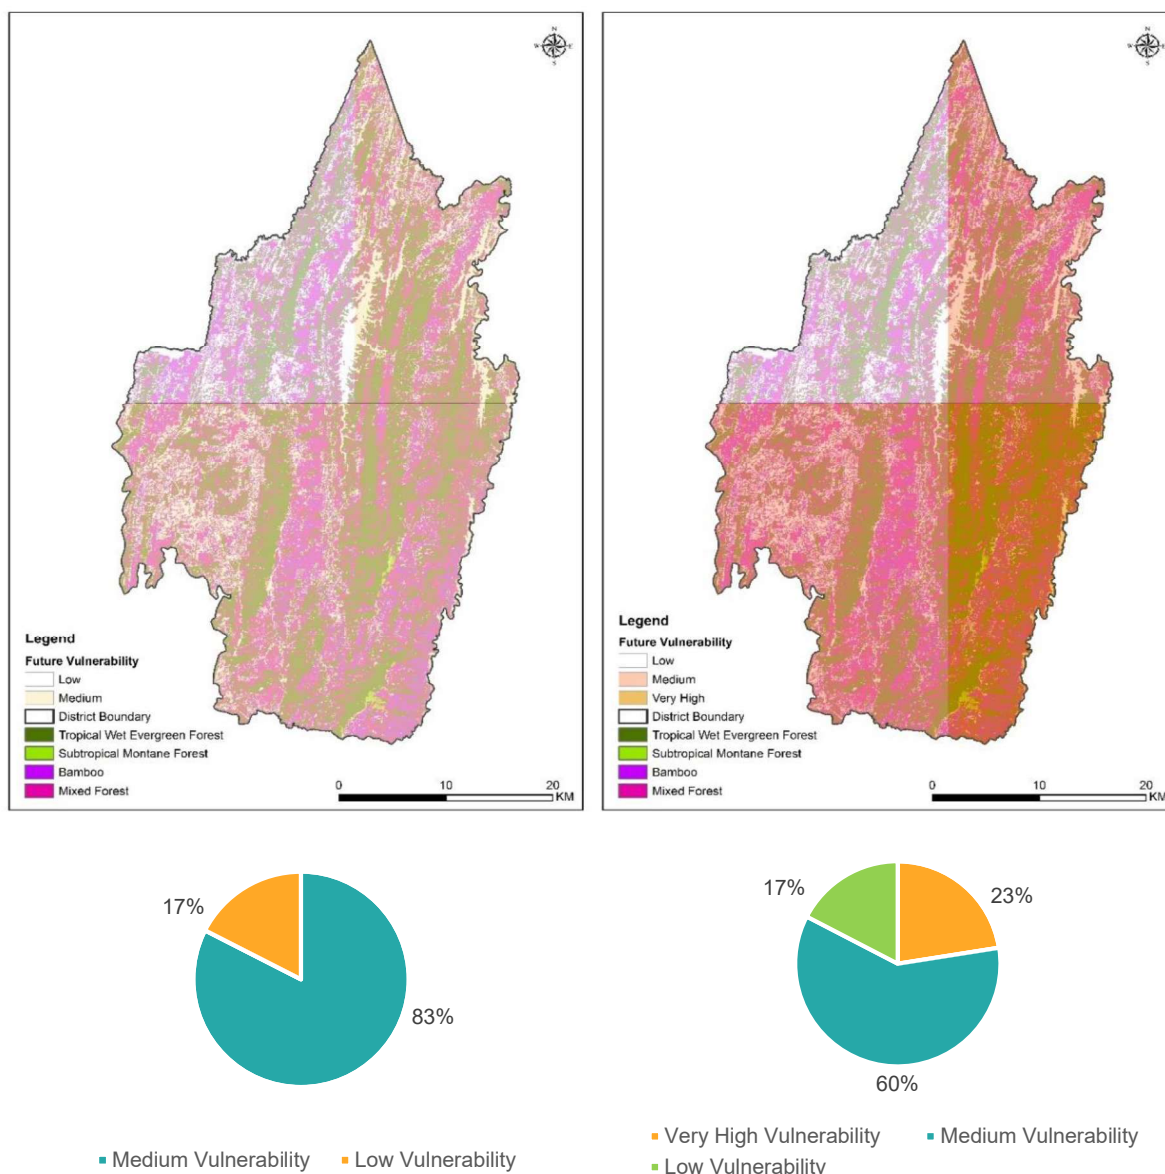 N
W E
S
Legend
Future Vulnerability
Low
Medium
District Boundary
Tropical Wet Evergreen Forest
Subtropical Montane Forest
Bamboo
Mixed Forest
0 10 20
KM
N
W E
S
Legend
Future Vulnerability
Low
Medium
Very High
District Boundary
Tropical Wet Evergreen Forest
Subtropical Montane Forest
Bamboo
Mixed Forest
0 10 20
KM
17%
83%
Medium Vulnerability Low Vulnerability
17%
23%
60%
Very High Vulnerability Medium Vulnerability
Low Vulnerability